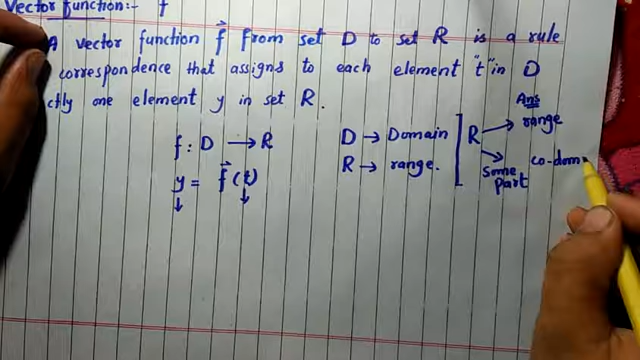 Vector function:- f
A vector function f⃗ from set D to set R is a rule
correspondence that assigns to each element "t" in D
ctly one element y in set R.
f : D → R
y = f⃗ (t)
↓ ↓
D → Domain
R → range.
R
Ans
→ range
→ Some Part
co-dom